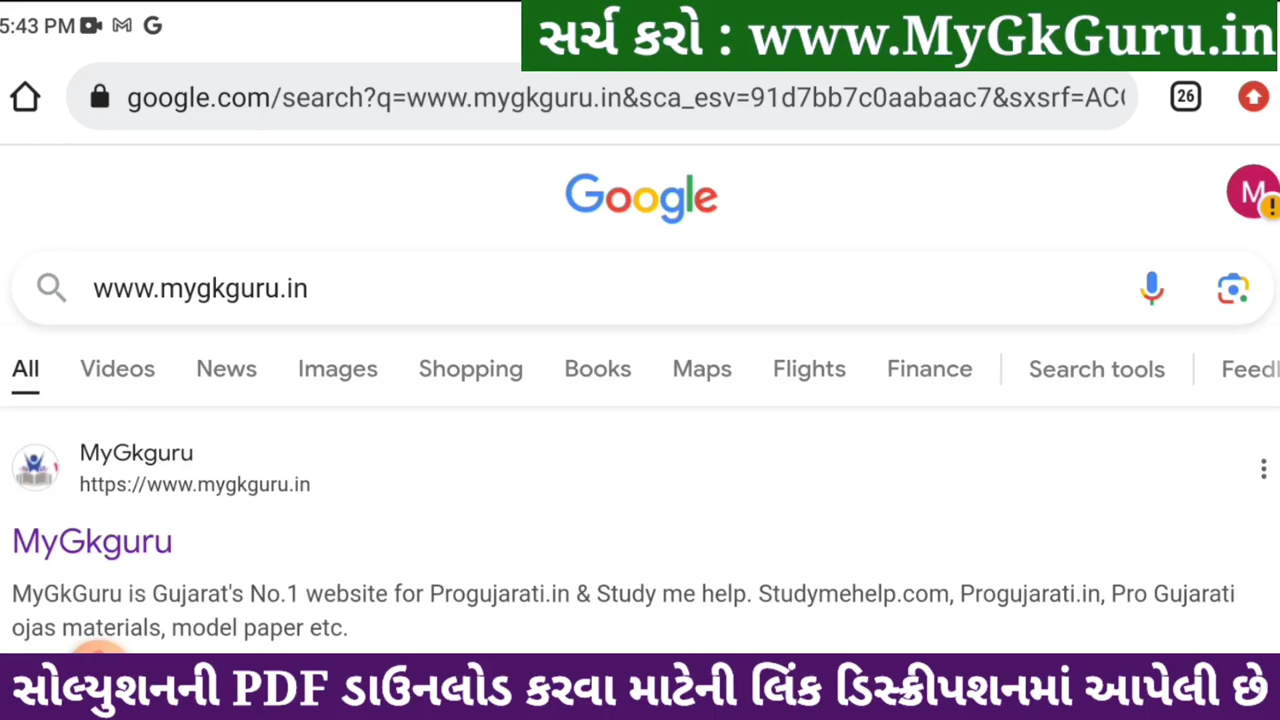 5:43 PM
સર્ચ કરો : www.MyGkGuru.in
google.com/search?q=www.mygkguru.in&sca_esv=91d7bb7c0aabaac7&sxsrf=AC
26
Google
M
www.mygkguru.in
All Videos News Images Shopping Books Maps Flights Finance Search tools Feed
MyGkguru
https://www.mygkguru.in
MyGkguru
MyGkGuru is Gujarat's No.1 website for Progujarati.in & Study me help. Studymehelp.com, Progujarati.in, Pro Gujarati
ojas materials, model paper etc.
સોલ્યુશનની PDF ડાઉનલોડ કરવા માટેની લિંક ડિસ્ક્રીપશનમાં આપેલી છે